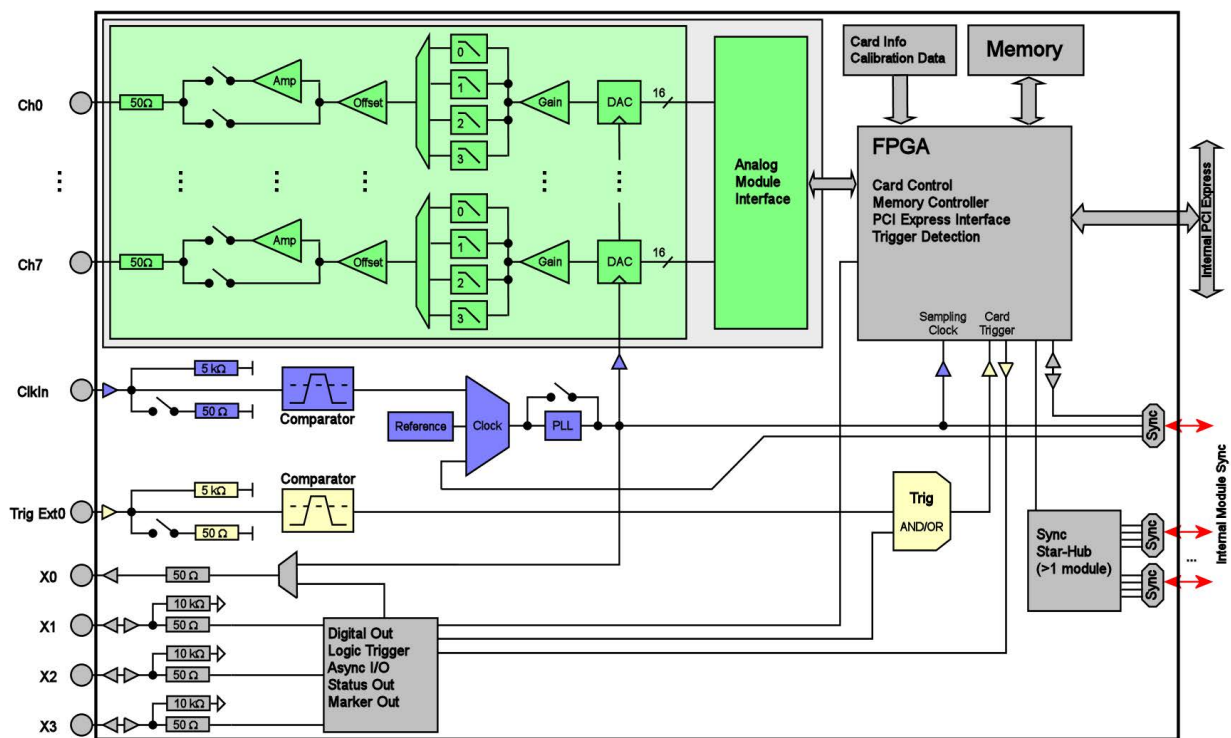 Ch0
50Ω
Amp
Offset
0
1
2
3
Gain
DAC
16
Ch7
50Ω
Amp
Offset
0
1
2
3
Gain
DAC
16
Analog
Module
Interface
Card Info
Calibration Data
Memory
FPGA
Card Control
Memory Controller
PCI Express Interface
Trigger Detection
Sampling
Clock
Card
Trigger
Internal PCI Express
ClkIn
5 kΩ
50 Ω
Comparator
Reference
Clock
PLL
Sync
Trig Ext0
5 kΩ
50 Ω
Comparator
Trig
AND/OR
Sync
Star-Hub
(>1 module)
Sync
...
Sync
Internal Module Sync
X0
50 Ω
X1
10 kΩ
50 Ω
X2
10 kΩ
50 Ω
X3
10 kΩ
50 Ω
Digital Out
Logic Trigger
Async I/O
Status Out
Marker Out